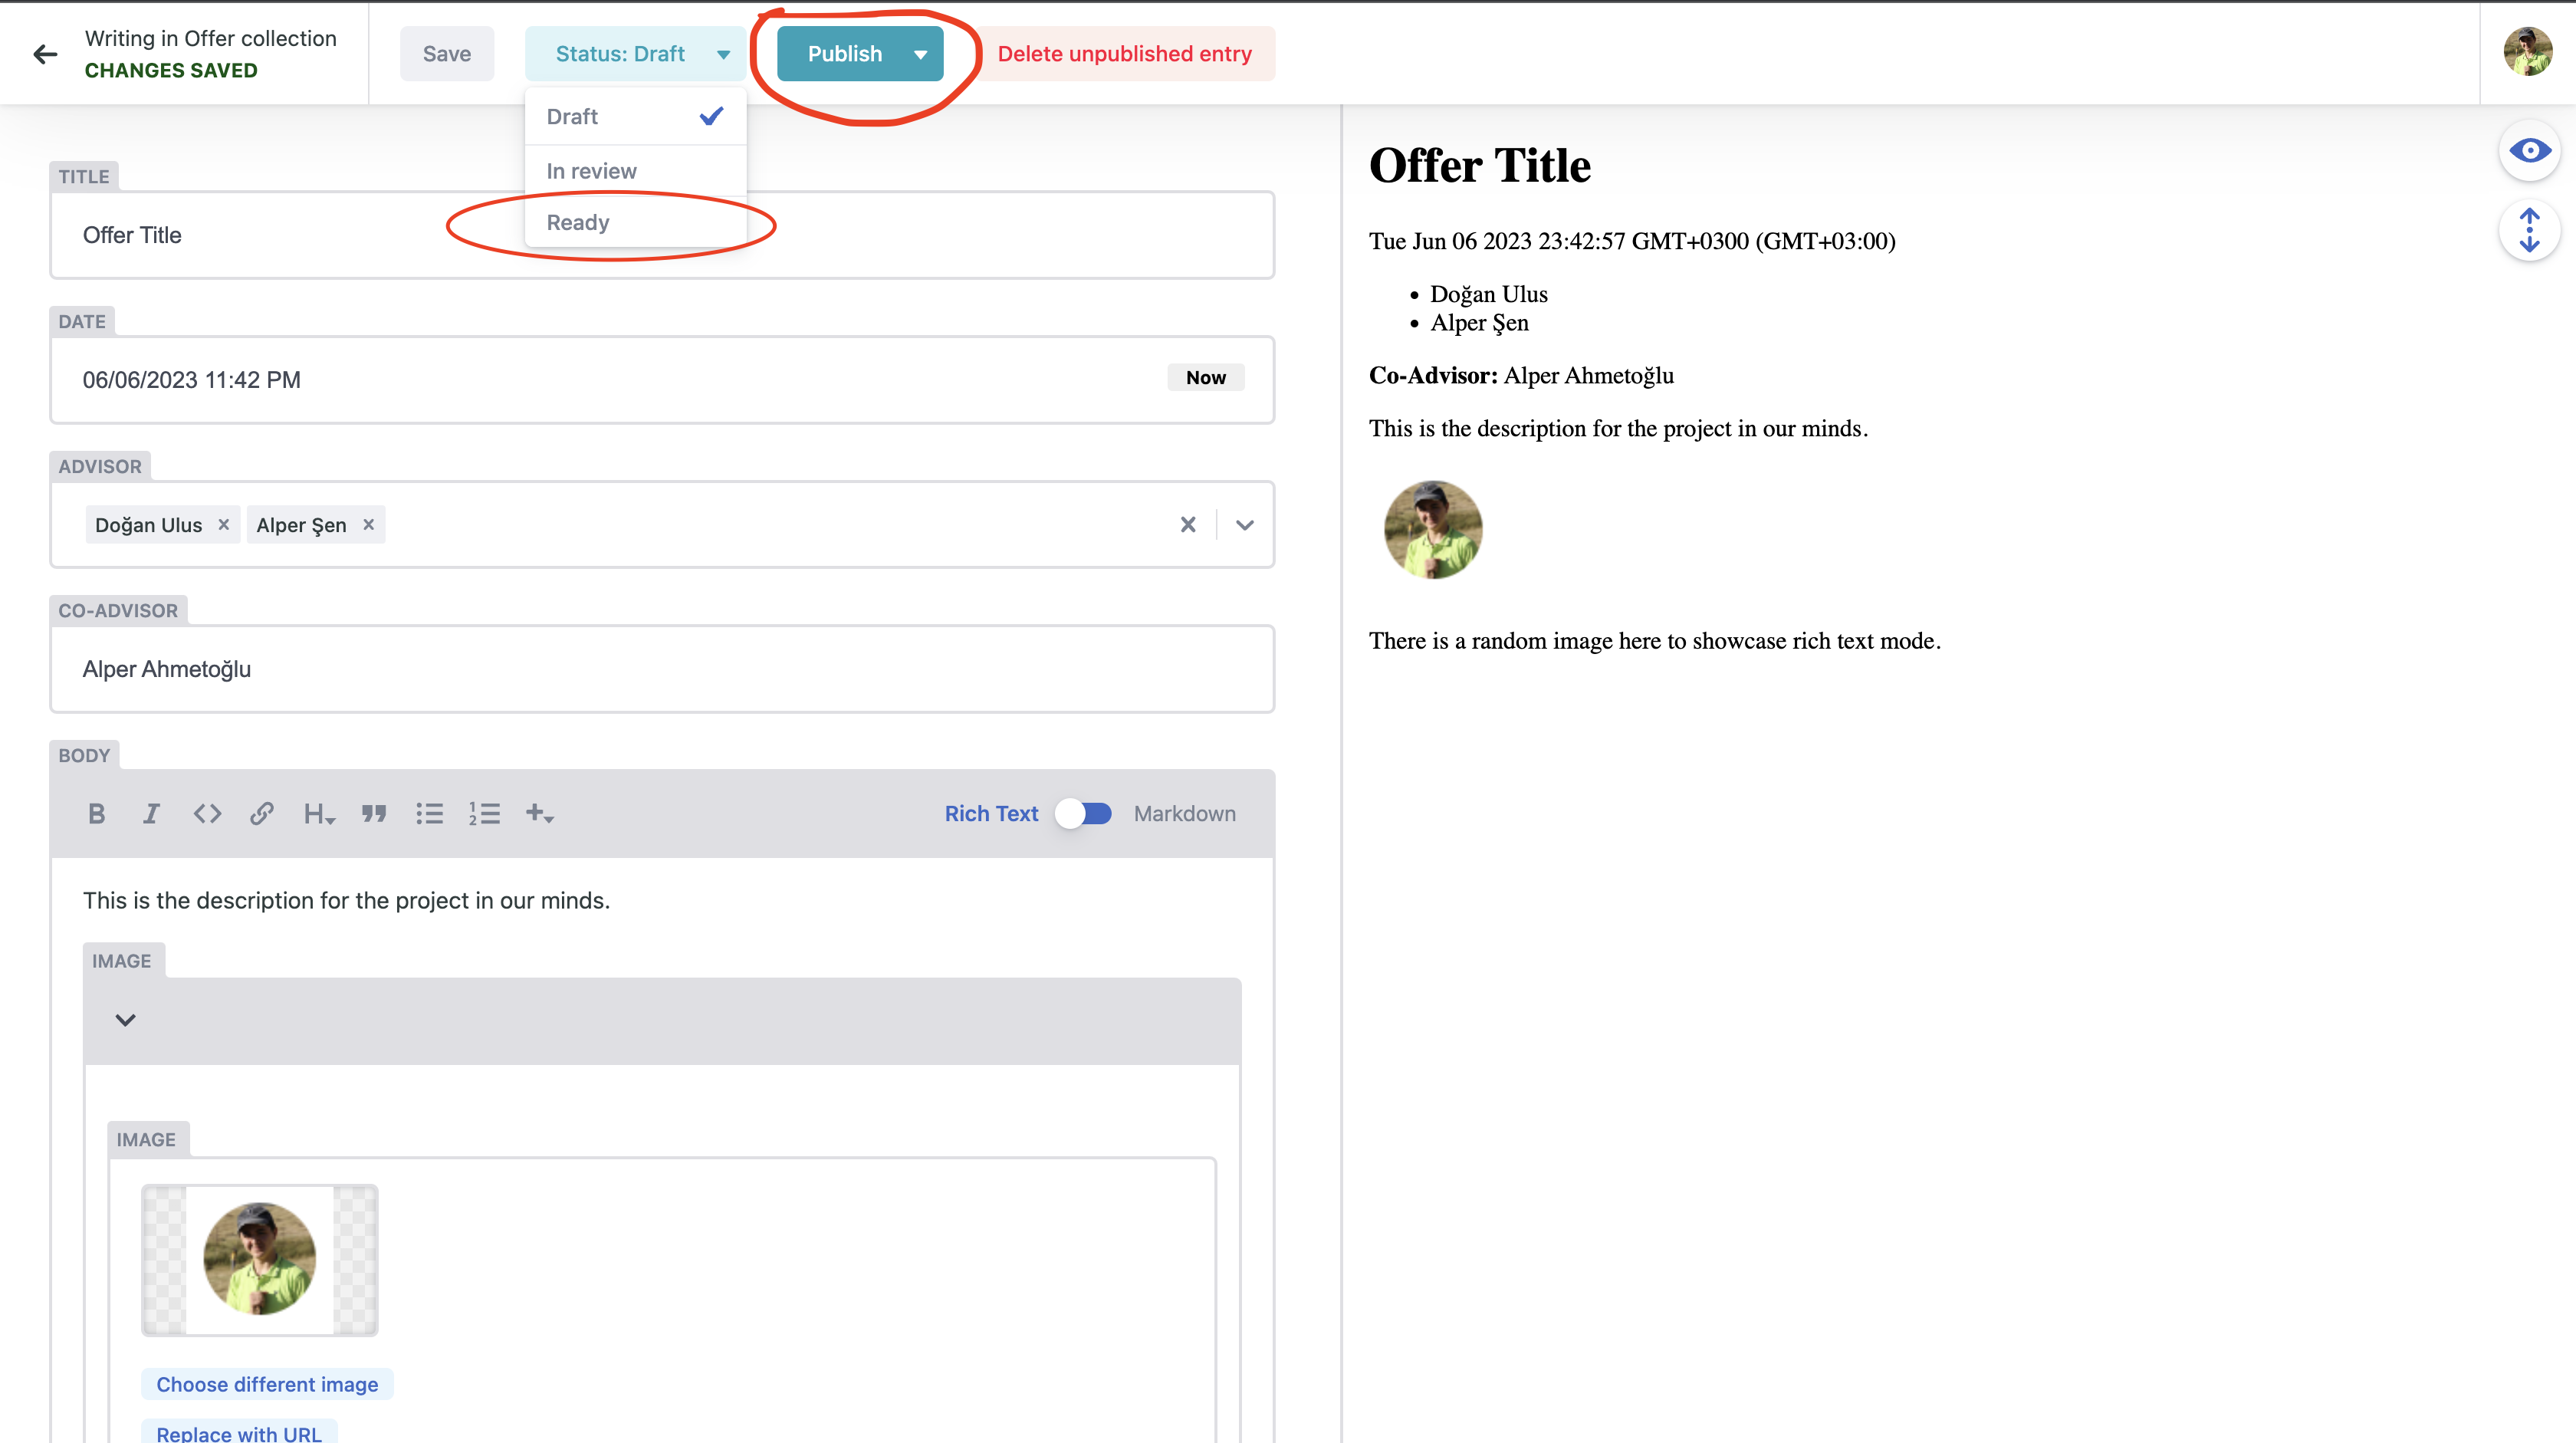 Writing in Offer collection
CHANGES SAVED
Save
Status: Draft
Publish
Delete unpublished entry
Draft
In review
Ready
TITLE
Offer Title
DATE
06/06/2023 11:42 PM
Now
ADVISOR
Doğan Ulus
Alper Şen
CO-ADVISOR
Alper Ahmetoğlu
BODY
Rich Text
Markdown
This is the description for the project in our minds.
IMAGE
IMAGE
Choose different image
Replace with URL
Offer Title
Tue Jun 06 2023 23:42:57 GMT+0300 (GMT+03:00)
Doğan Ulus
Alper Şen
Co-Advisor: Alper Ahmetoğlu
This is the description for the project in our minds.
There is a random image here to showcase rich text mode.